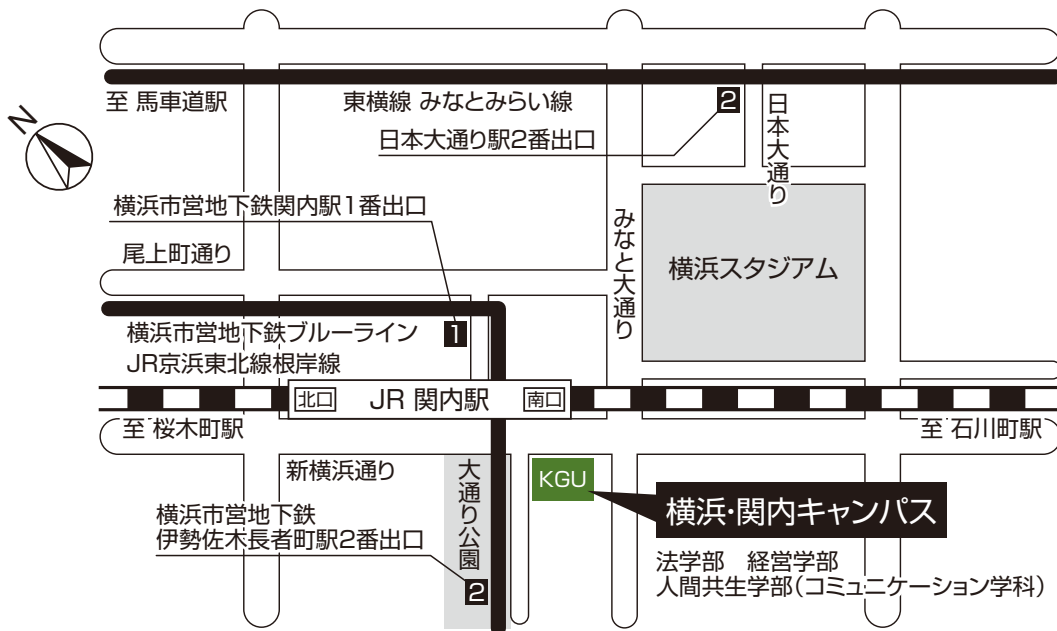 至 馬車道駅
東横線 みなとみらい線
2
日本大通り
日本大通り駅2番出口
N
横浜市営地下鉄関内駅1番出口
みなと大通り
尾上町通り
横浜スタジアム
横浜市営地下鉄ブルーライン
1
JR京浜東北線根岸線
北口
JR 関内駅
南口
至 桜木町駅
至 石川町駅
新横浜通り
大通り公園
KGU
横浜・関内キャンパス
横浜市営地下鉄
伊勢佐木長者町駅2番出口
2
法学部 経営学部
人間共生学部(コミュニケーション学科)